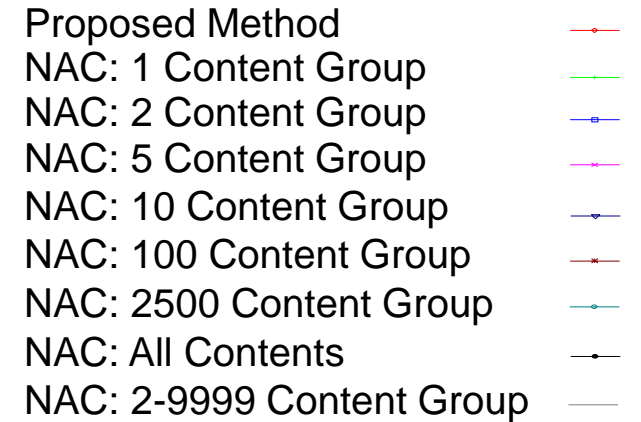 Proposed Method
NAC: 1 Content Group
NAC: 2 Content Group
NAC: 5 Content Group
NAC: 10 Content Group
NAC: 100 Content Group
NAC: 2500 Content Group
NAC: All Contents
NAC: 2-9999 Content Group